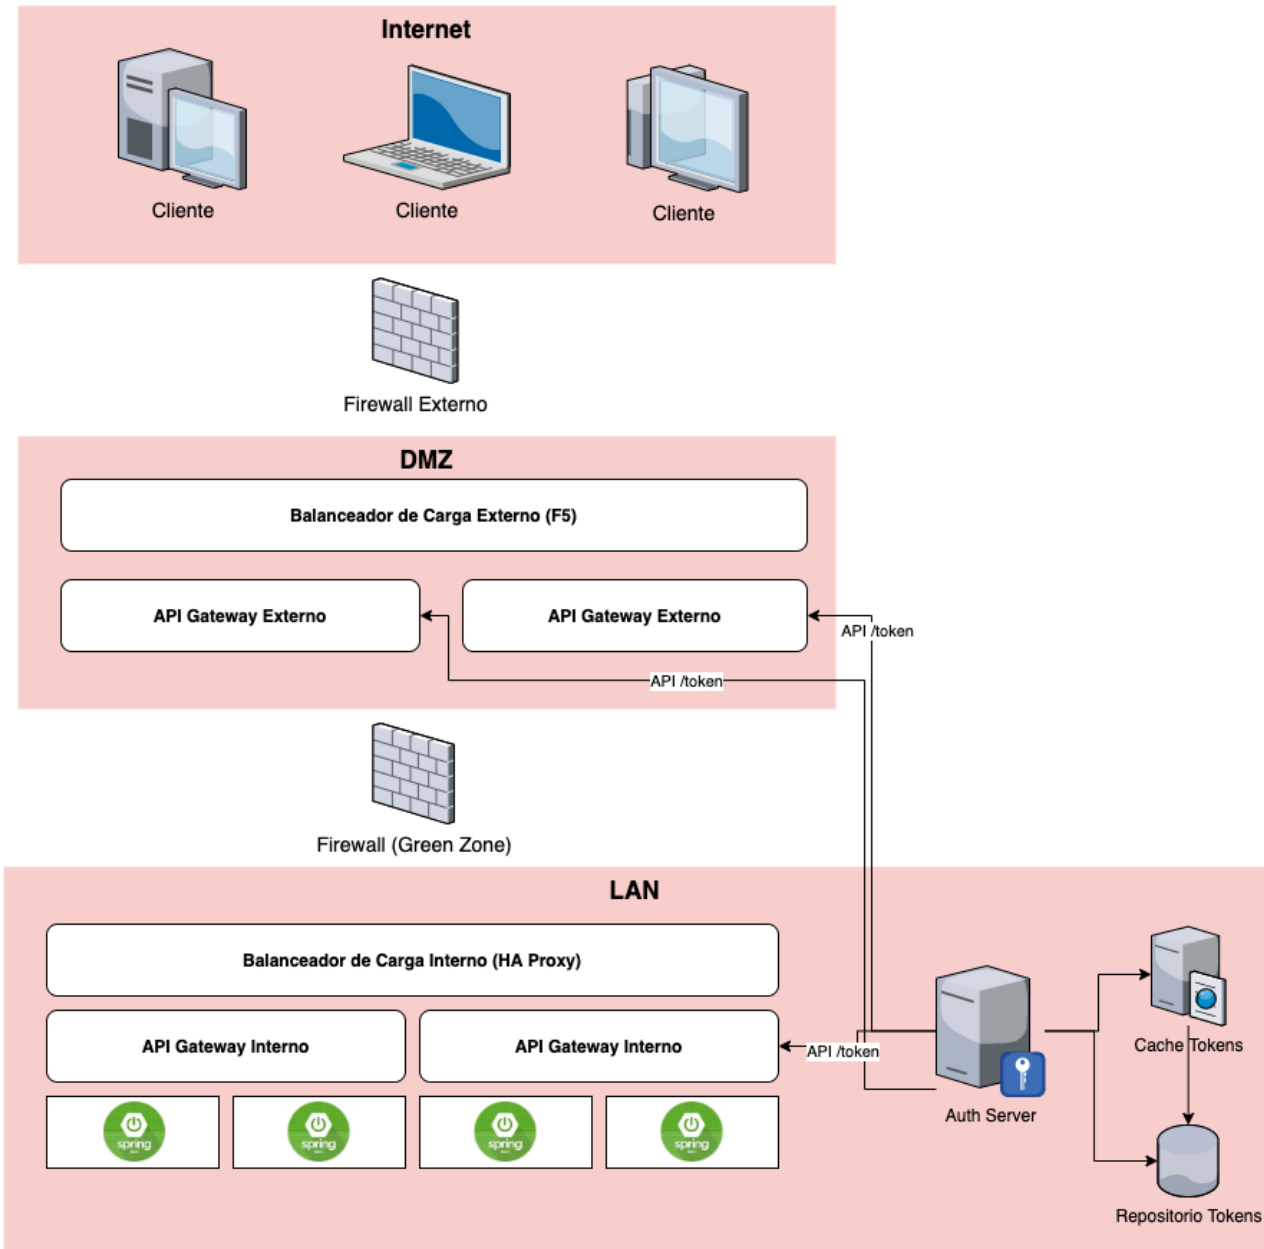 Internet
Cliente
Cliente
Cliente
Firewall Externo
DMZ
Balanceador de Carga Externo (F5)
API Gateway Externo
API Gateway Externo
API /token
API /token
Firewall (Green Zone)
LAN
Balanceador de Carga Interno (HA Proxy)
API Gateway Interno
API Gateway Interno
API /token
Auth Server
Cache Tokens
Repositorio Tokens
spring
spring
spring
spring